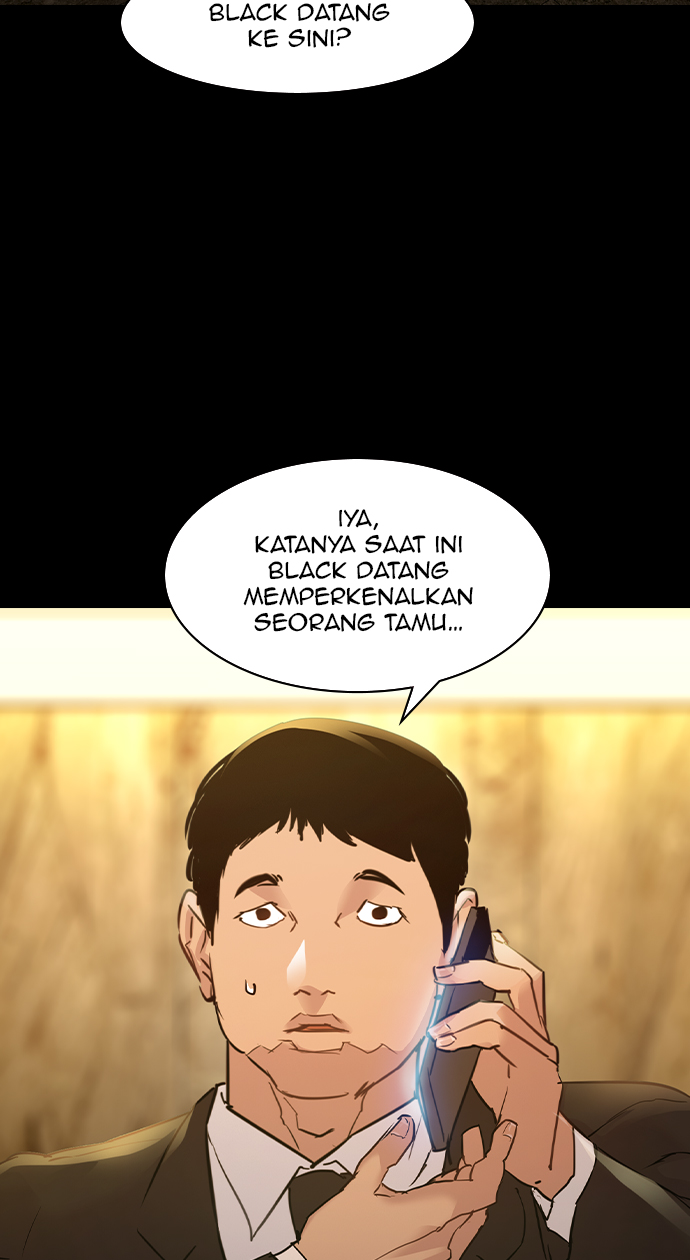 BLACK DATANG
KE SINI?
IYA,
KATANYA SAAT INI
BLACK DATANG
MEMPERKENALKAN
SEORANG TAMU...